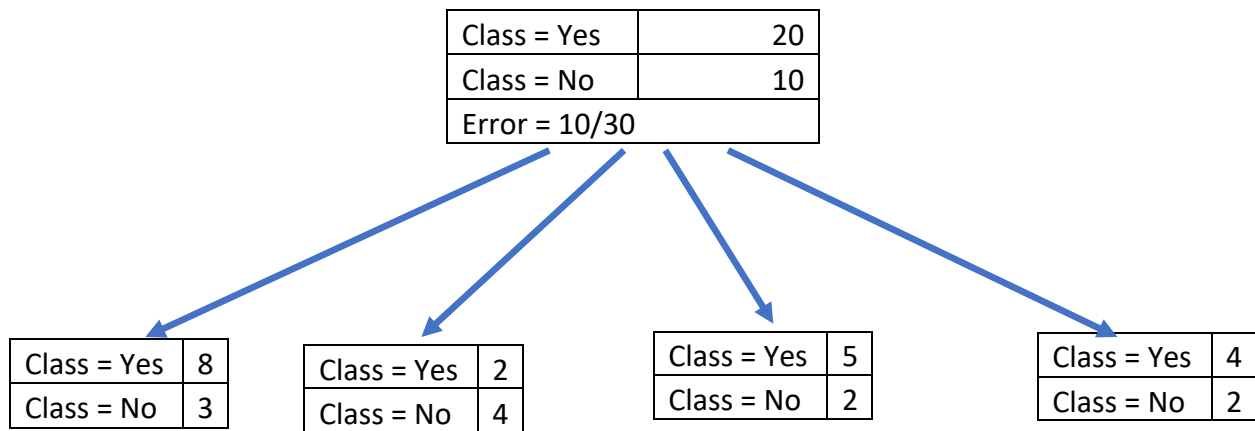 Class = Yes 20
Class = No 10
Error = 10/30
Class = Yes 8
Class = No 3
Class = Yes 2
Class = No 4
Class = Yes 5
Class = No 2
Class = Yes 4
Class = No 2